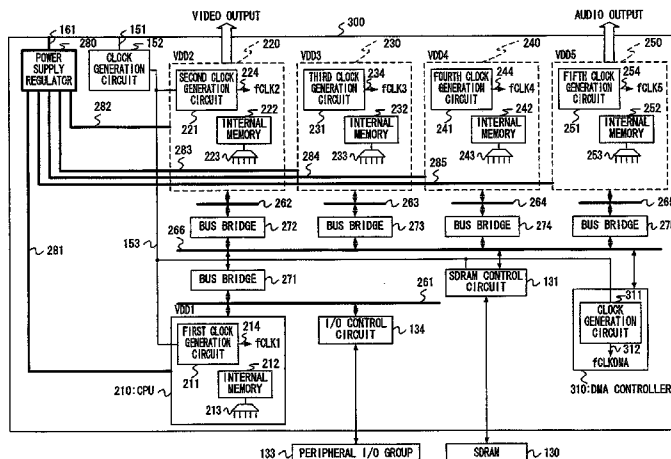 VIDEO OUTPUT
AUDIO OUTPUT
161
280
151
152
300
POWER SUPPLY REGULATOR
CLOCK GENERATION CIRCUIT
VDD2
220
VDD3
230
VDD4
240
VDD5
250
SECOND CLOCK GENERATION CIRCUIT
224
fCLK2
222
221
INTERNAL MEMORY
223
THIRD CLOCK GENERATION CIRCUIT
234
fCLK3
232
231
INTERNAL MEMORY
233
FOURTH CLOCK GENERATION CIRCUIT
244
fCLK4
242
241
INTERNAL MEMORY
243
FIFTH CLOCK GENERATION CIRCUIT
254
fCLK5
252
251
INTERNAL MEMORY
253
282
283
284
285
262
263
264
265
BUS BRIDGE
272
BUS BRIDGE
273
BUS BRIDGE
274
BUS BRIDGE
153
266
281
BUS BRIDGE
271
261
SDRAM CONTROL CIRCUIT
131
VDD1
FIRST CLOCK GENERATION CIRCUIT
214
fCLK1
212
211
INTERNAL MEMORY
213
210:CPU
I/O CONTROL CIRCUIT
134
311
CLOCK GENERATION CIRCUIT
312
fCLKDMA
310:DMA CONTROLLER
133
PERIPHERAL I/O GROUP
SDRAM
130